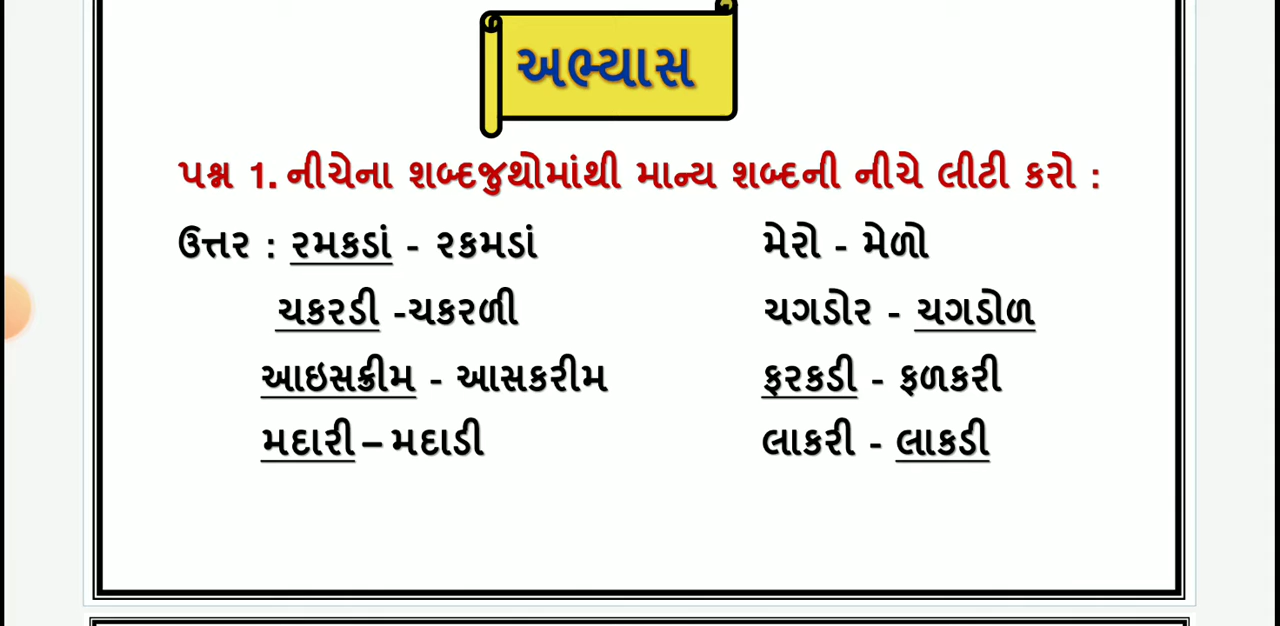 અભ્યાસ
પશ્ન 1. નીચેના શબ્દજુથોમાંથી માન્ય શબ્દની નીચે લીટી કરો :
ઉત્તર : રમકડાં - રકમડાં મેરો - મેળો
ચકરડી -ચકરળી ચગડોર - ચગડોળ
આઇસક્રીમ - આસકરીમ ફરકડી - ફળકરી
મદારી – મદાડી લાકરી - લાકડી